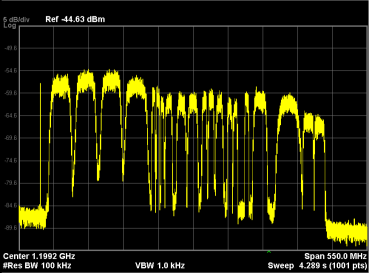 5 dB/div Ref -44.63 dBm
Log
-49.6
-54.6
-59.6
-64.6
-69.6
-74.6
-79.6
-84.6
-89.6
Center 1.1992 GHz Span 550.0 MHz
#Res BW 100 kHz VBW 1.0 kHz Sweep 4.289 s (1001 pts)